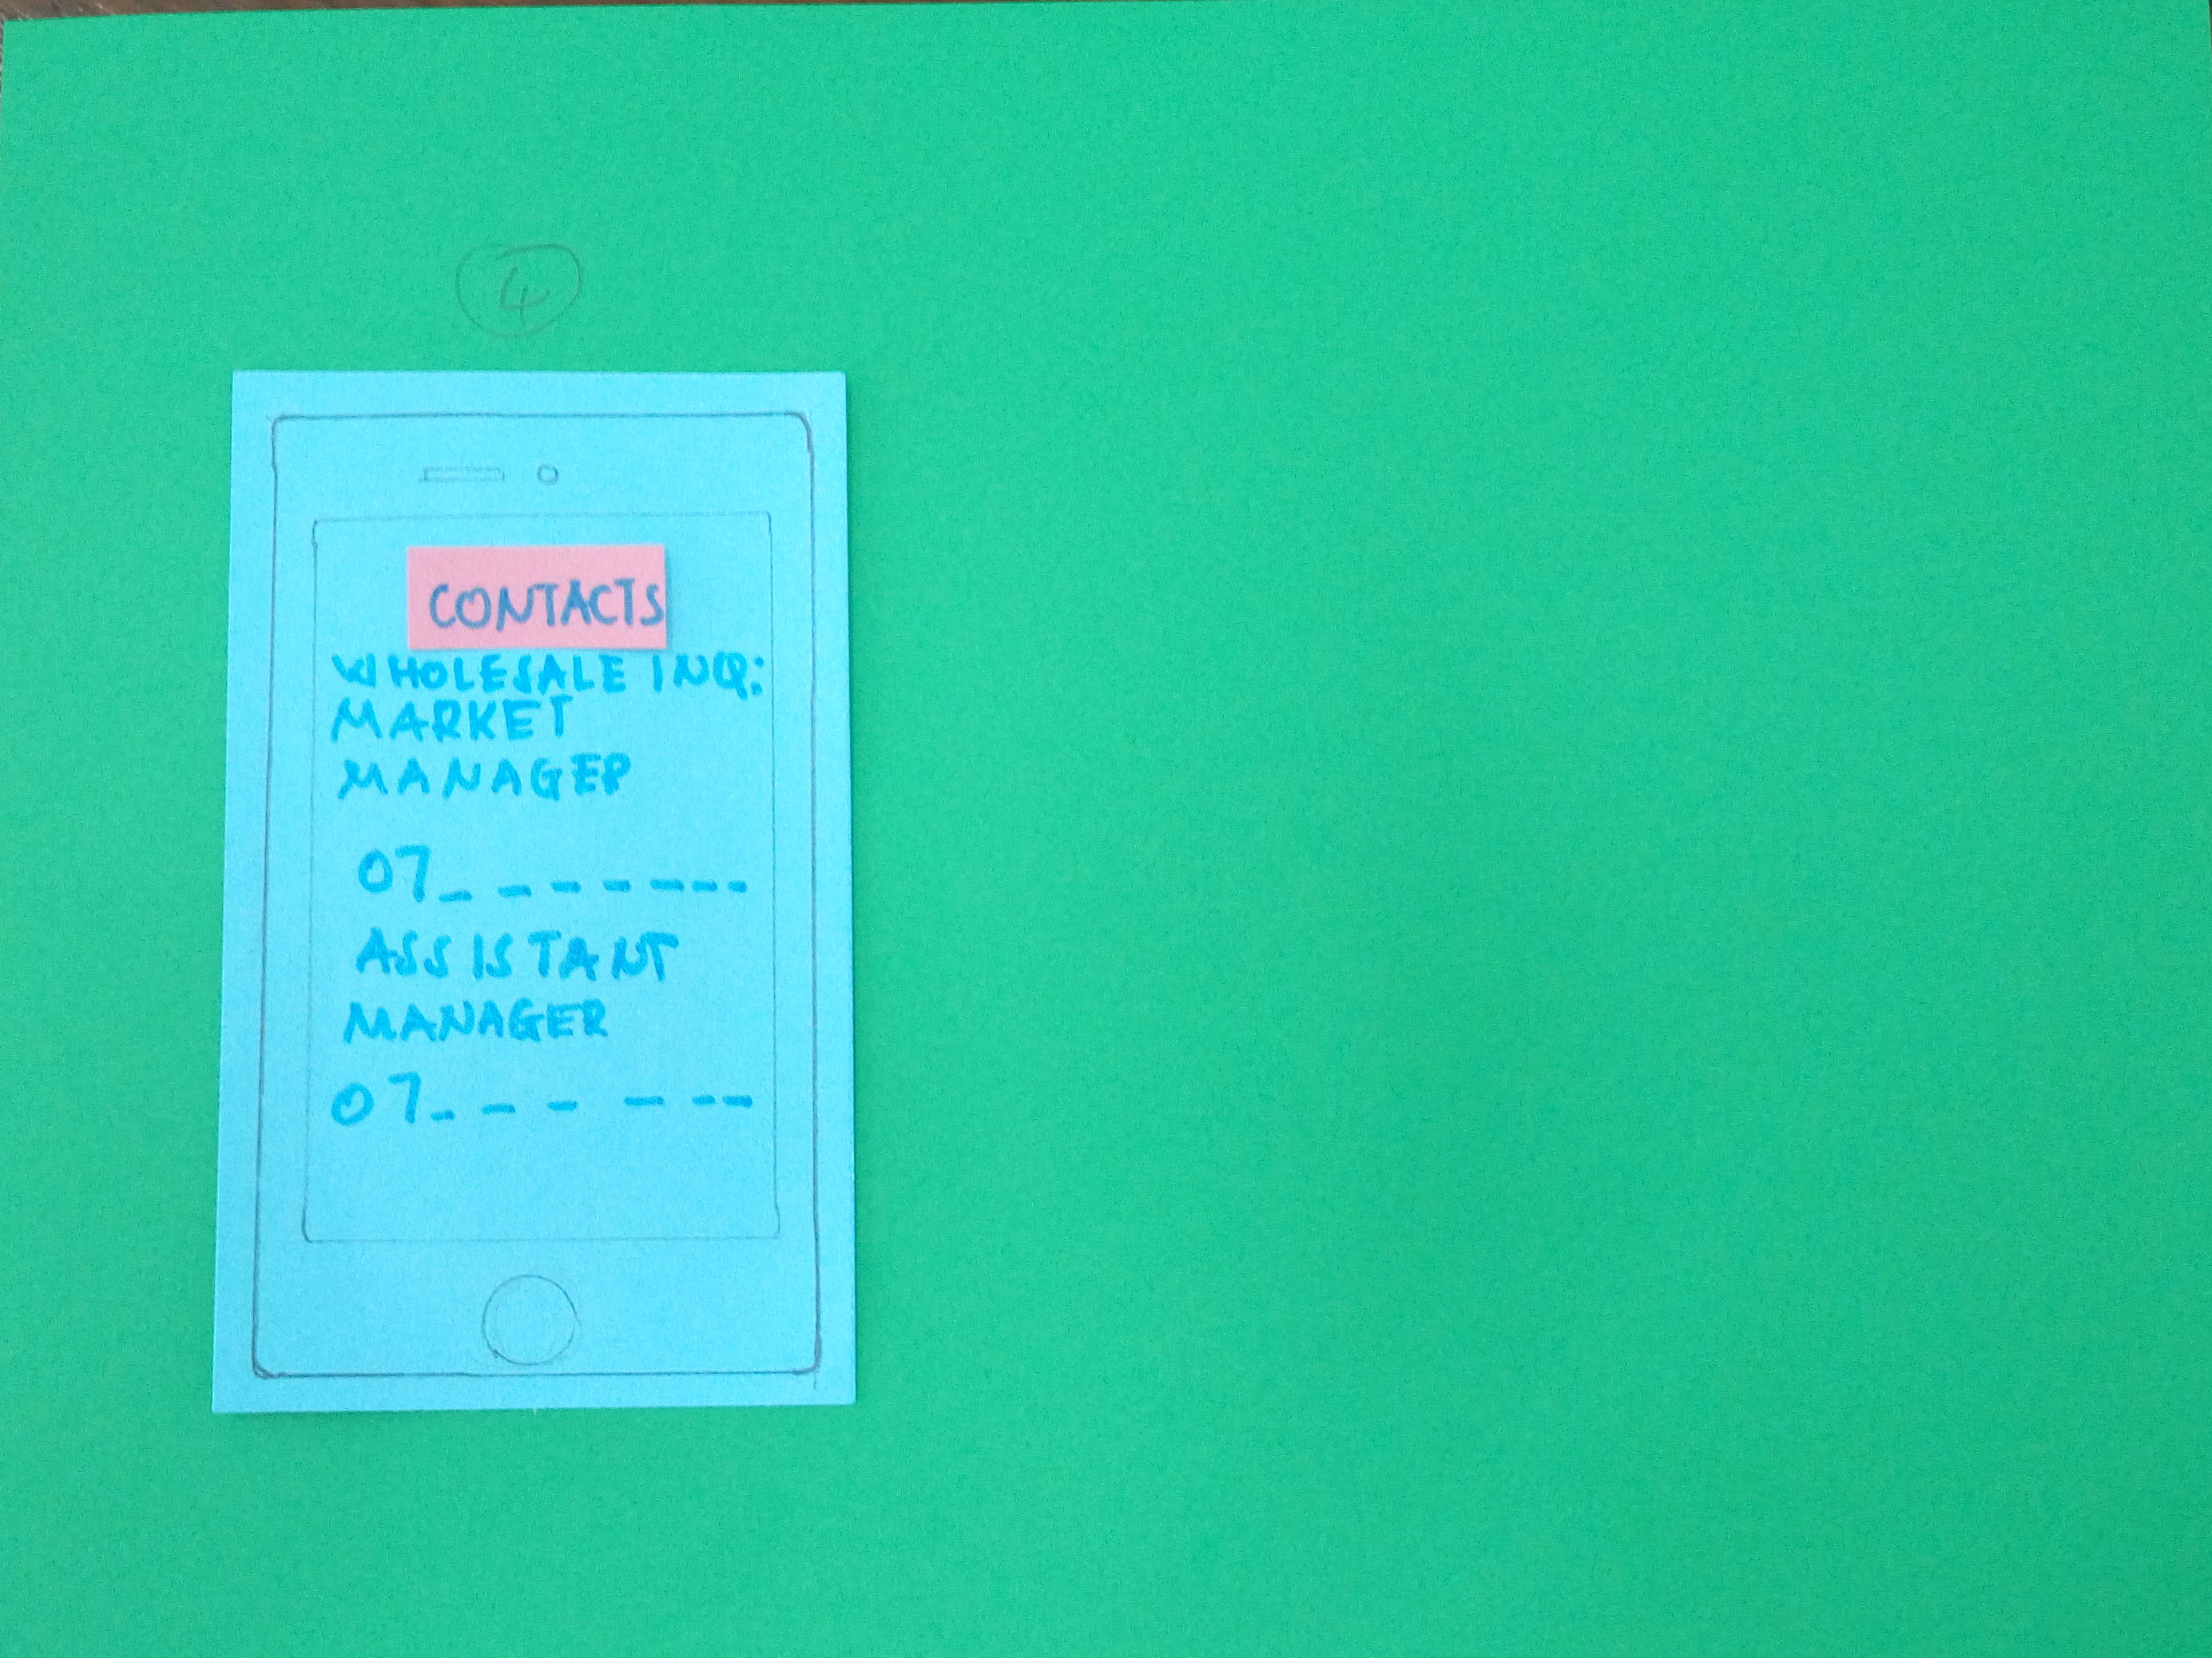 4
CONTACTS
WHOLESALE INQ:
MARKET
MANAGER
07_ _ _ _ _ _ _
ASSISTANT
MANAGER
07_ _ _ _ _ _